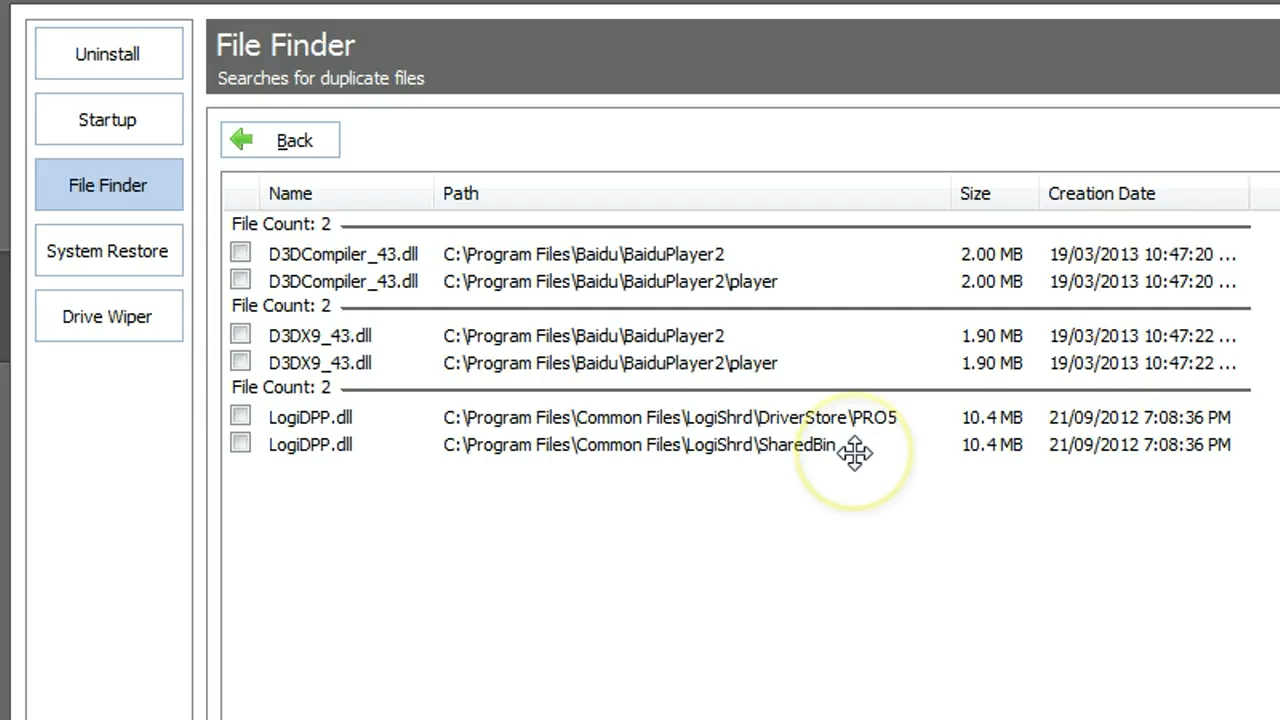 Uninstall
Startup
File Finder
System Restore
Drive Wiper
File Finder
Searches for duplicate files
Back
Name Path Size Creation Date
File Count: 2
D3DCompiler_43.dll C:\Program Files\Baidu\BaiduPlayer2 2.00 MB 19/03/2013 10:47:20 ...
D3DCompiler_43.dll C:\Program Files\Baidu\BaiduPlayer2\player 2.00 MB 19/03/2013 10:47:20 ...
File Count: 2
D3DX9_43.dll C:\Program Files\Baidu\BaiduPlayer2 1.90 MB 19/03/2013 10:47:22 ...
D3DX9_43.dll C:\Program Files\Baidu\BaiduPlayer2\player 1.90 MB 19/03/2013 10:47:22 ...
File Count: 2
LogiDPP.dll C:\Program Files\Common Files\LogiShrd\DriverStore\PRO5 10.4 MB 21/09/2012 7:08:36 PM
LogiDPP.dll C:\Program Files\Common Files\LogiShrd\SharedBin 10.4 MB 21/09/2012 7:08:36 PM